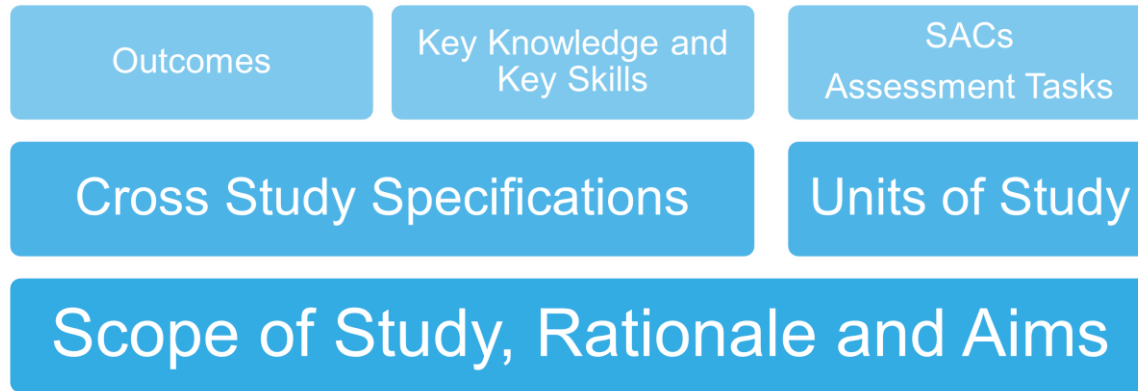 Outcomes
Key Knowledge and
Key Skills
SACs
Assessment Tasks
Cross Study Specifications
Units of Study
Scope of Study, Rationale and Aims